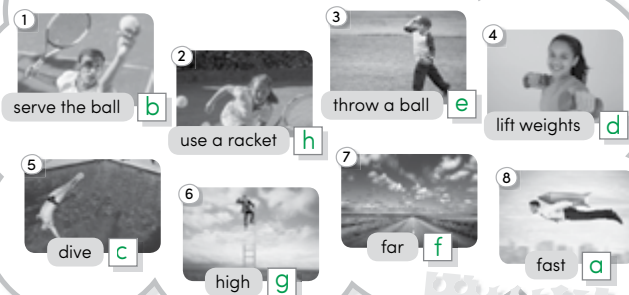 1
serve the ball b
2
use a racket h
3
throw a ball e
4
lift weights d
5
dive c
6
high g
7
far f
8
fast a